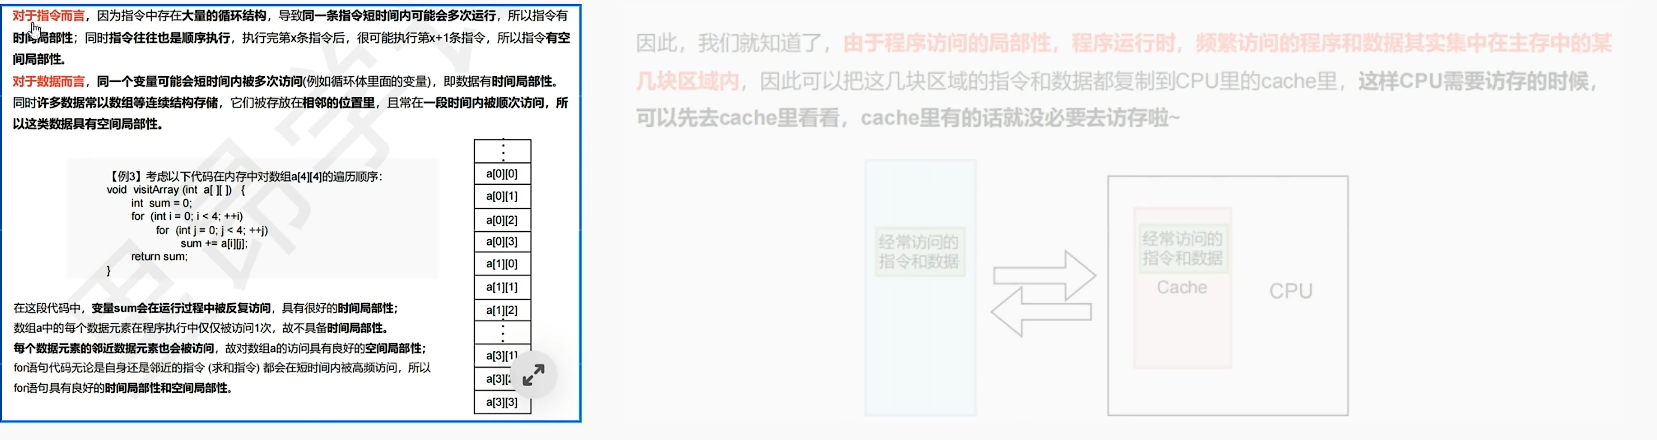 对于指令而言，因为指令中存在大量的循环结构，导致同一条指令短时间内可能会多次运行，所以指令有
时间局部性；同时指令往往也是顺序执行，执行完第x条指令后，很可能执行第x+1条指令，所以指令有空
间局部性。
对于数据而言，同一个变量可能会短时间内被多次访问(例如循环体里面的变量)，即数据有时间局部性。
同时许多数据常以数组等连续结构存储，它们被存放在相邻的位置里，且常在一段时间内被顺次访问，所
以这类数据具有空间局部性。
【例3】考虑以下代码在内存中对数组a[4][4]的遍历顺序：
void visitArray (int a[ ][ ]) {
int sum = 0;
for (int i = 0; i < 4; ++i)
for (int j = 0; j < 4; ++j)
sum += a[i][j];
return sum;
}
在这段代码中，变量sum会在运行过程中被反复访问，具有很好的时间局部性；
数组a中的每个数据元素在程序执行中仅仅被访问1次，故不具备时间局部性。
每个数据元素的邻近数据元素也会被访问，故对数组a的访问具有良好的空间局部性；
for语句代码无论是自身还是邻近的指令 (求和指令) 都会在短时间内被高频访问，所以
for语句具有良好的时间局部性和空间局部性。
⋮
a[0][0]
a[0][1]
a[0][2]
a[0][3]
a[1][0]
a[1][1]
a[1][2]
⋮
a[3][1]
a[3][
a[3][3]
因此，我们就知道了，由于程序访问的局部性，程序运行时，频繁访问的程序和数据其实集中在主存中的某
几块区域内，因此可以把这几块区域的指令和数据都复制到CPU里的cache里，这样CPU需要访存的时候，
可以先去cache里看看，cache里有的话就没必要去访存啦~
经常访问的
指令和数据
经常访问的
指令和数据
Cache
CPU